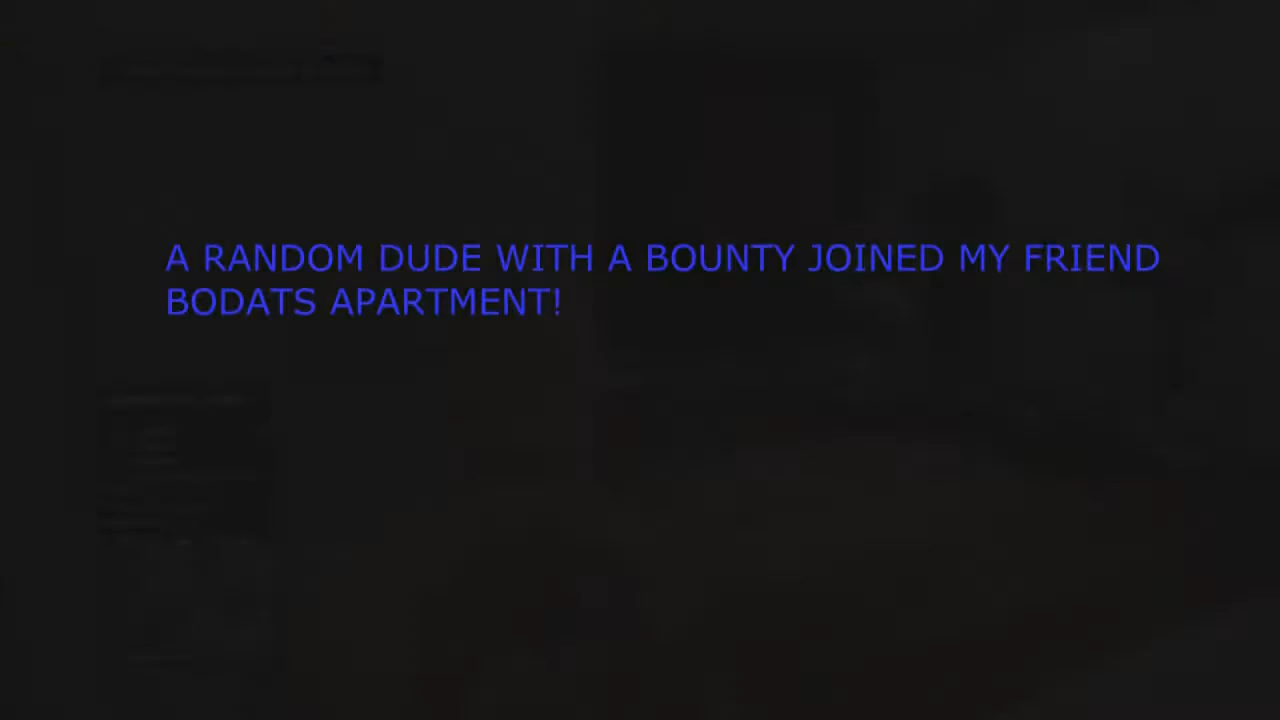 A RANDOM DUDE WITH A BOUNTY JOINED MY FRIEND
BODATS APARTMENT!